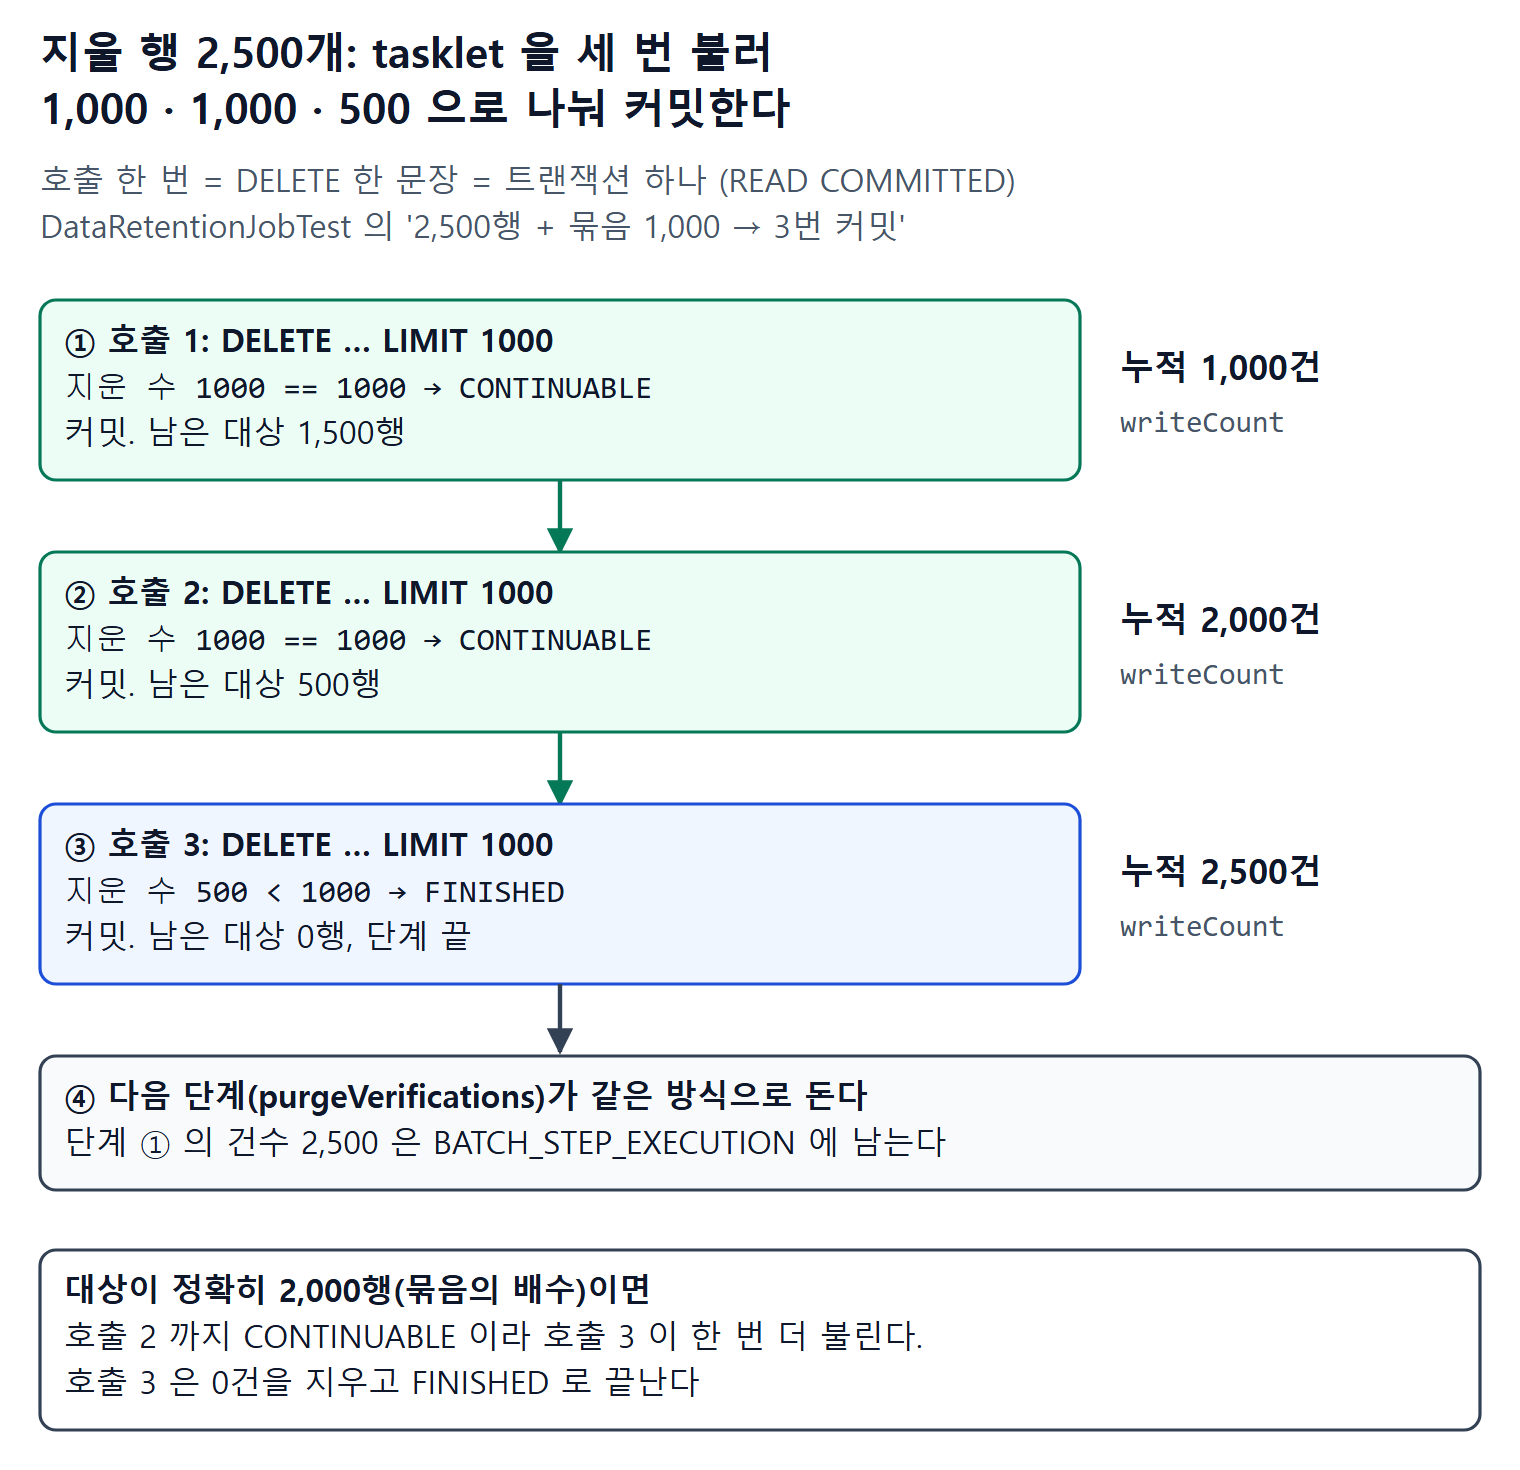 지울 행 2,500개: tasklet 을 세 번 불러
1,000 · 1,000 · 500 으로 나눠 커밋한다
호출 한 번 = DELETE 한 문장 = 트랜잭션 하나 (READ COMMITTED)
DataRetentionJobTest 의 '2,500행 + 묶음 1,000 → 3번 커밋'
① 호출 1: DELETE ... LIMIT 1000
지운 수 1000 == 1000 → CONTINUABLE
커밋. 남은 대상 1,500행
누적 1,000건
writeCount
② 호출 2: DELETE ... LIMIT 1000
지운 수 1000 == 1000 → CONTINUABLE
커밋. 남은 대상 500행
누적 2,000건
writeCount
③ 호출 3: DELETE ... LIMIT 1000
지운 수 500 < 1000 → FINISHED
커밋. 남은 대상 0행, 단계 끝
누적 2,500건
writeCount
④ 다음 단계(purgeVerifications)가 같은 방식으로 돈다
단계 ① 의 건수 2,500 은 BATCH_STEP_EXECUTION 에 남는다
대상이 정확히 2,000행(묶음의 배수)이면
호출 2 까지 CONTINUABLE 이라 호출 3 이 한 번 더 불린다.
호출 3 은 0건을 지우고 FINISHED 로 끝난다